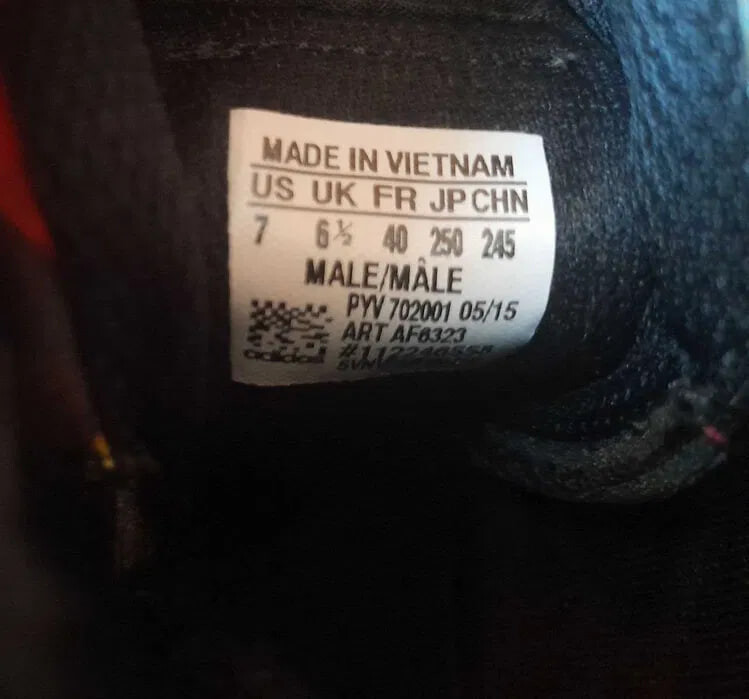 MADE IN VIETNAM
US UK FR JP CHN
7 6½ 40 250 245
MALE/MÂLE
PYV 702001 05/15
ART AF6323